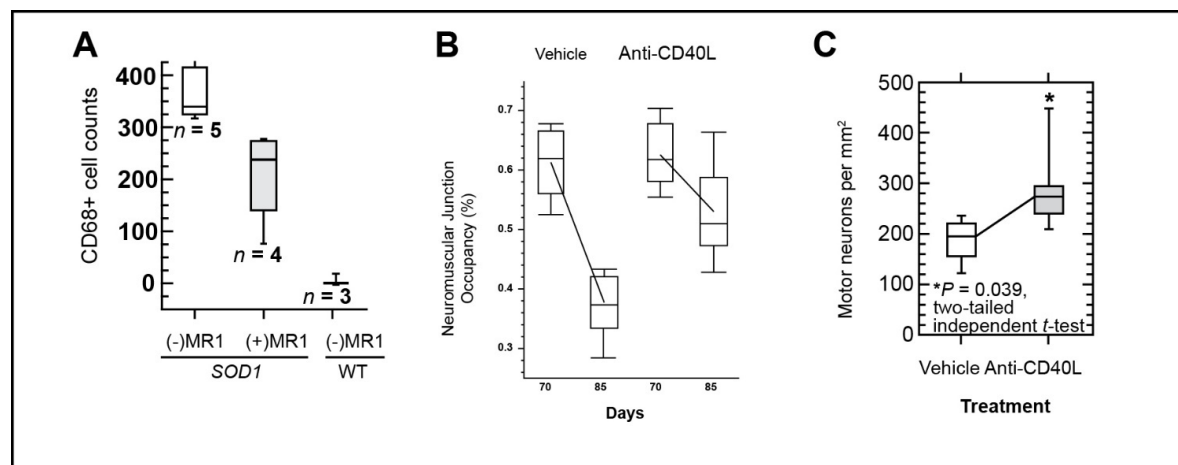 A
CD68+ cell counts
400
300
200
100
0
n = 5
n = 4
n = 3
(-)MR1 (+)MR1 (-)MR1
SOD1 WT
B
Vehicle Anti-CD40L
Neuromuscular Junction
Occupancy (%)
0.7
0.6
0.5
0.4
0.3
70 85 70 85
Days
C
Motor neurons per mm²
500
400
300
200
100
0
*
*P = 0.039,
two-tailed
independent t-test
Vehicle Anti-CD40L
Treatment